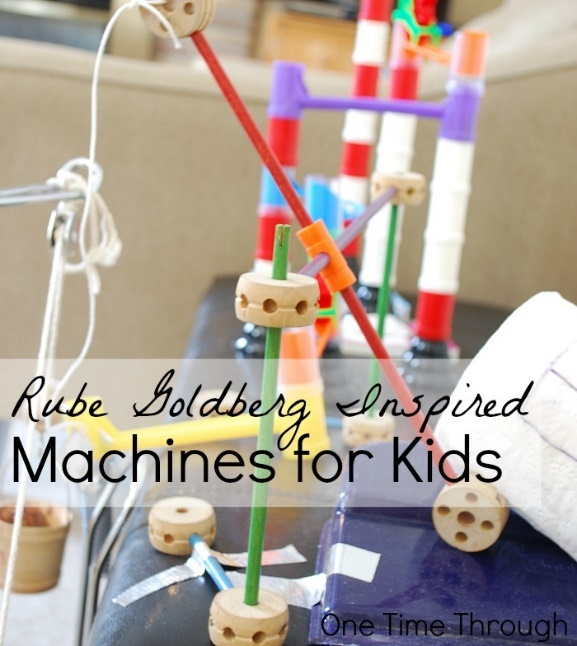 Rube Goldberg Inspired
Machines for Kids
One Time Through